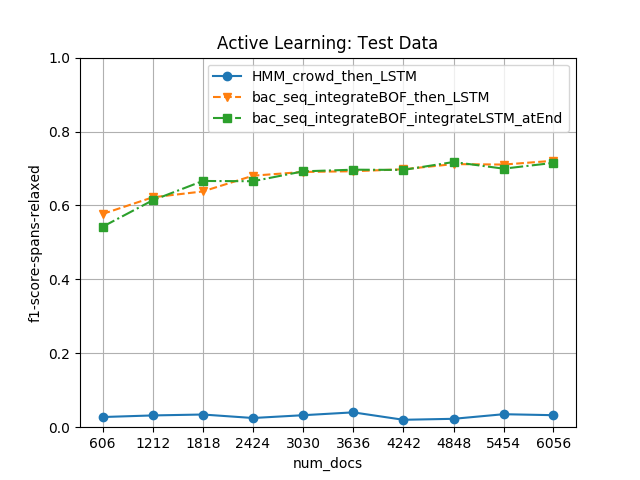 Active Learning: Test Data
HMM_crowd_then_LSTM
bac_seq_integrateBOF_then_LSTM
bac_seq_integrateBOF_integrateLSTM_atEnd
f1-score-spans-relaxed
1.0
0.8
0.6
0.4
0.2
0.0
606 1212 1818 2424 3030 3636 4242 4848 5454 6056
num_docs